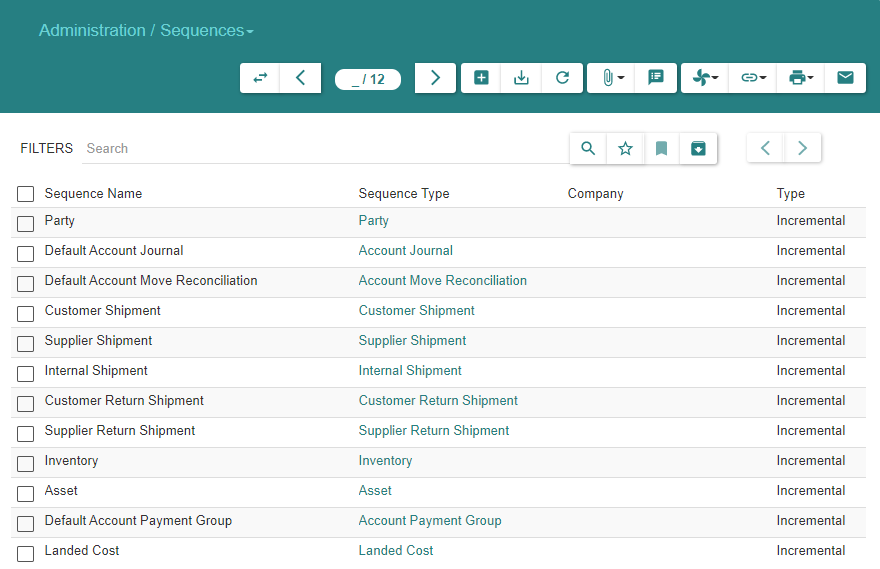 Administration / Sequences
_ / 12
FILTERS Search
Sequence Name Sequence Type Company Type
Party Party Incremental
Default Account Journal Account Journal Incremental
Default Account Move Reconciliation Account Move Reconciliation Incremental
Customer Shipment Customer Shipment Incremental
Supplier Shipment Supplier Shipment Incremental
Internal Shipment Internal Shipment Incremental
Customer Return Shipment Customer Return Shipment Incremental
Supplier Return Shipment Supplier Return Shipment Incremental
Inventory Inventory Incremental
Asset Asset Incremental
Default Account Payment Group Account Payment Group Incremental
Landed Cost Landed Cost Incremental